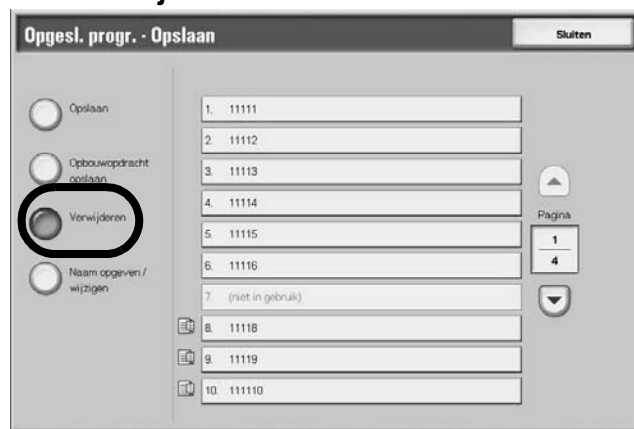 Opgesl. progr. - Opslaan
Sluiten
Opslaan
Opbouwopdracht
opslaan
Verwijderen
Naam opgeven /
wijzigen
1. 11111
2. 11112
3. 11113
4. 11114
5. 11115
6. 11116
7. (niet in gebruik)
8. 11118
9. 11119
10. 111110
Pagina
1
4